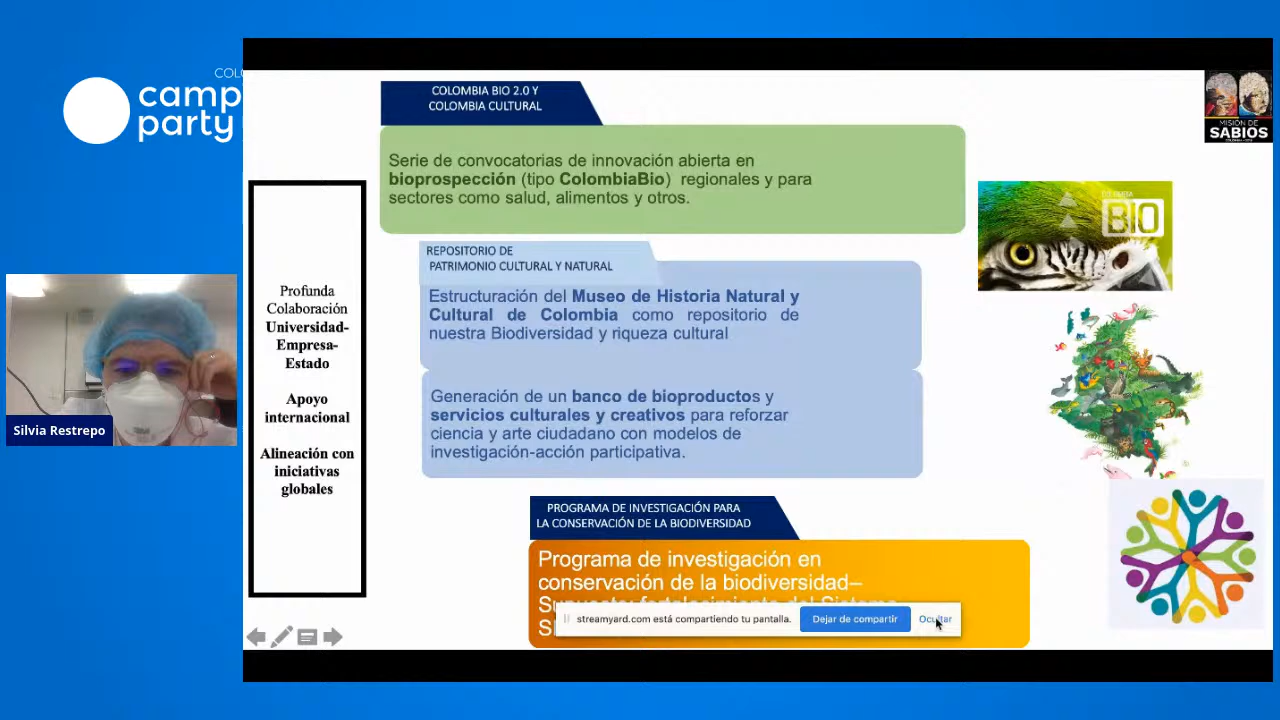 COLO
camp
party
COLOMBIA BIO 2.0 Y
COLOMBIA CULTURAL
Serie de convocatorias de innovación abierta en
bioprospección (tipo ColombiaBio) regionales y para
sectores como salud, alimentos y otros.
REPOSITORIO DE
PATRIMONIO CULTURAL Y NATURAL
Estructuración del Museo de Historia Natural y
Cultural de Colombia como repositorio de
nuestra Biodiversidad y riqueza cultural
Generación de un banco de bioproductos y
servicios culturales y creativos para reforzar
ciencia y arte ciudadano con modelos de
investigación-acción participativa.
PROGRAMA DE INVESTIGACIÓN PARA
LA CONSERVACIÓN DE LA BIODIVERSIDAD
Programa de investigación en
conservación de la biodiversidad–
streamyard.com está compartiendo tu pantalla.
Dejar de compartir
Ocultar
Profunda
Colaboración
Universidad-
Empresa-
Estado
Apoyo
internacional
Alineación con
iniciativas
globales
Silvia Restrepo
MISIÓN DE
SABIOS
BIO